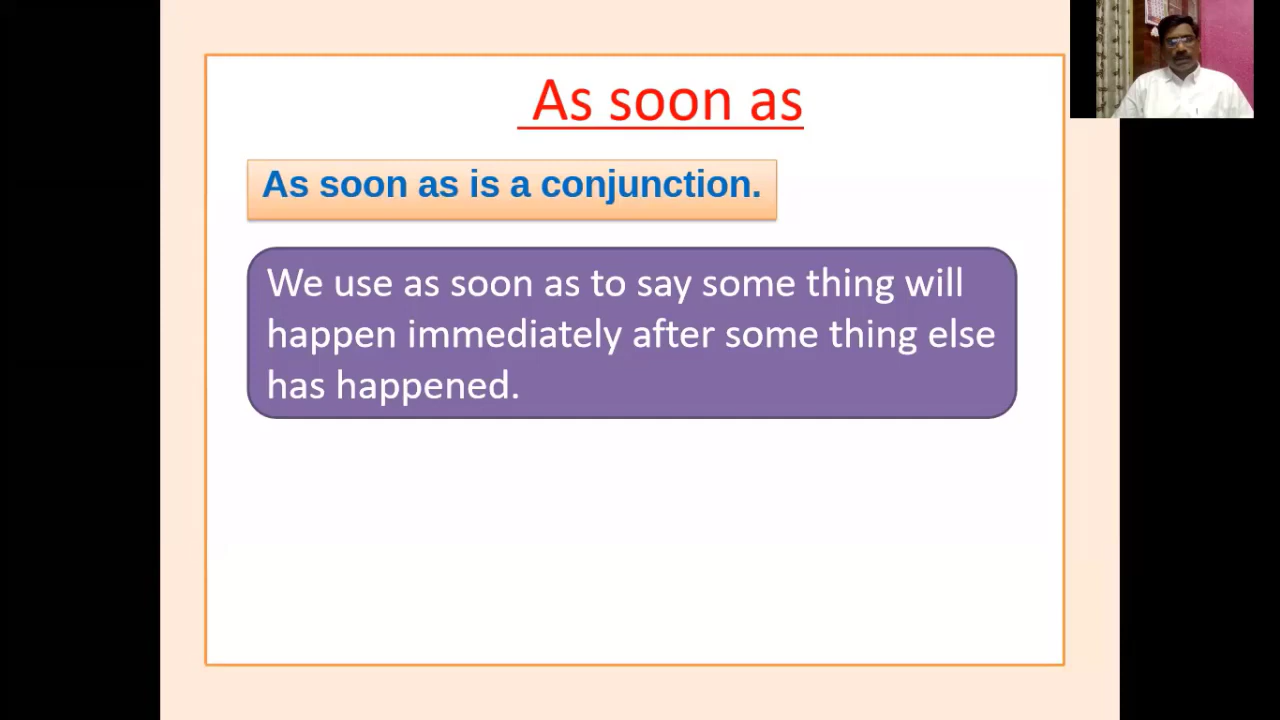 As soon as
As soon as is a conjunction.
We use as soon as to say some thing will
happen immediately after some thing else
has happened.